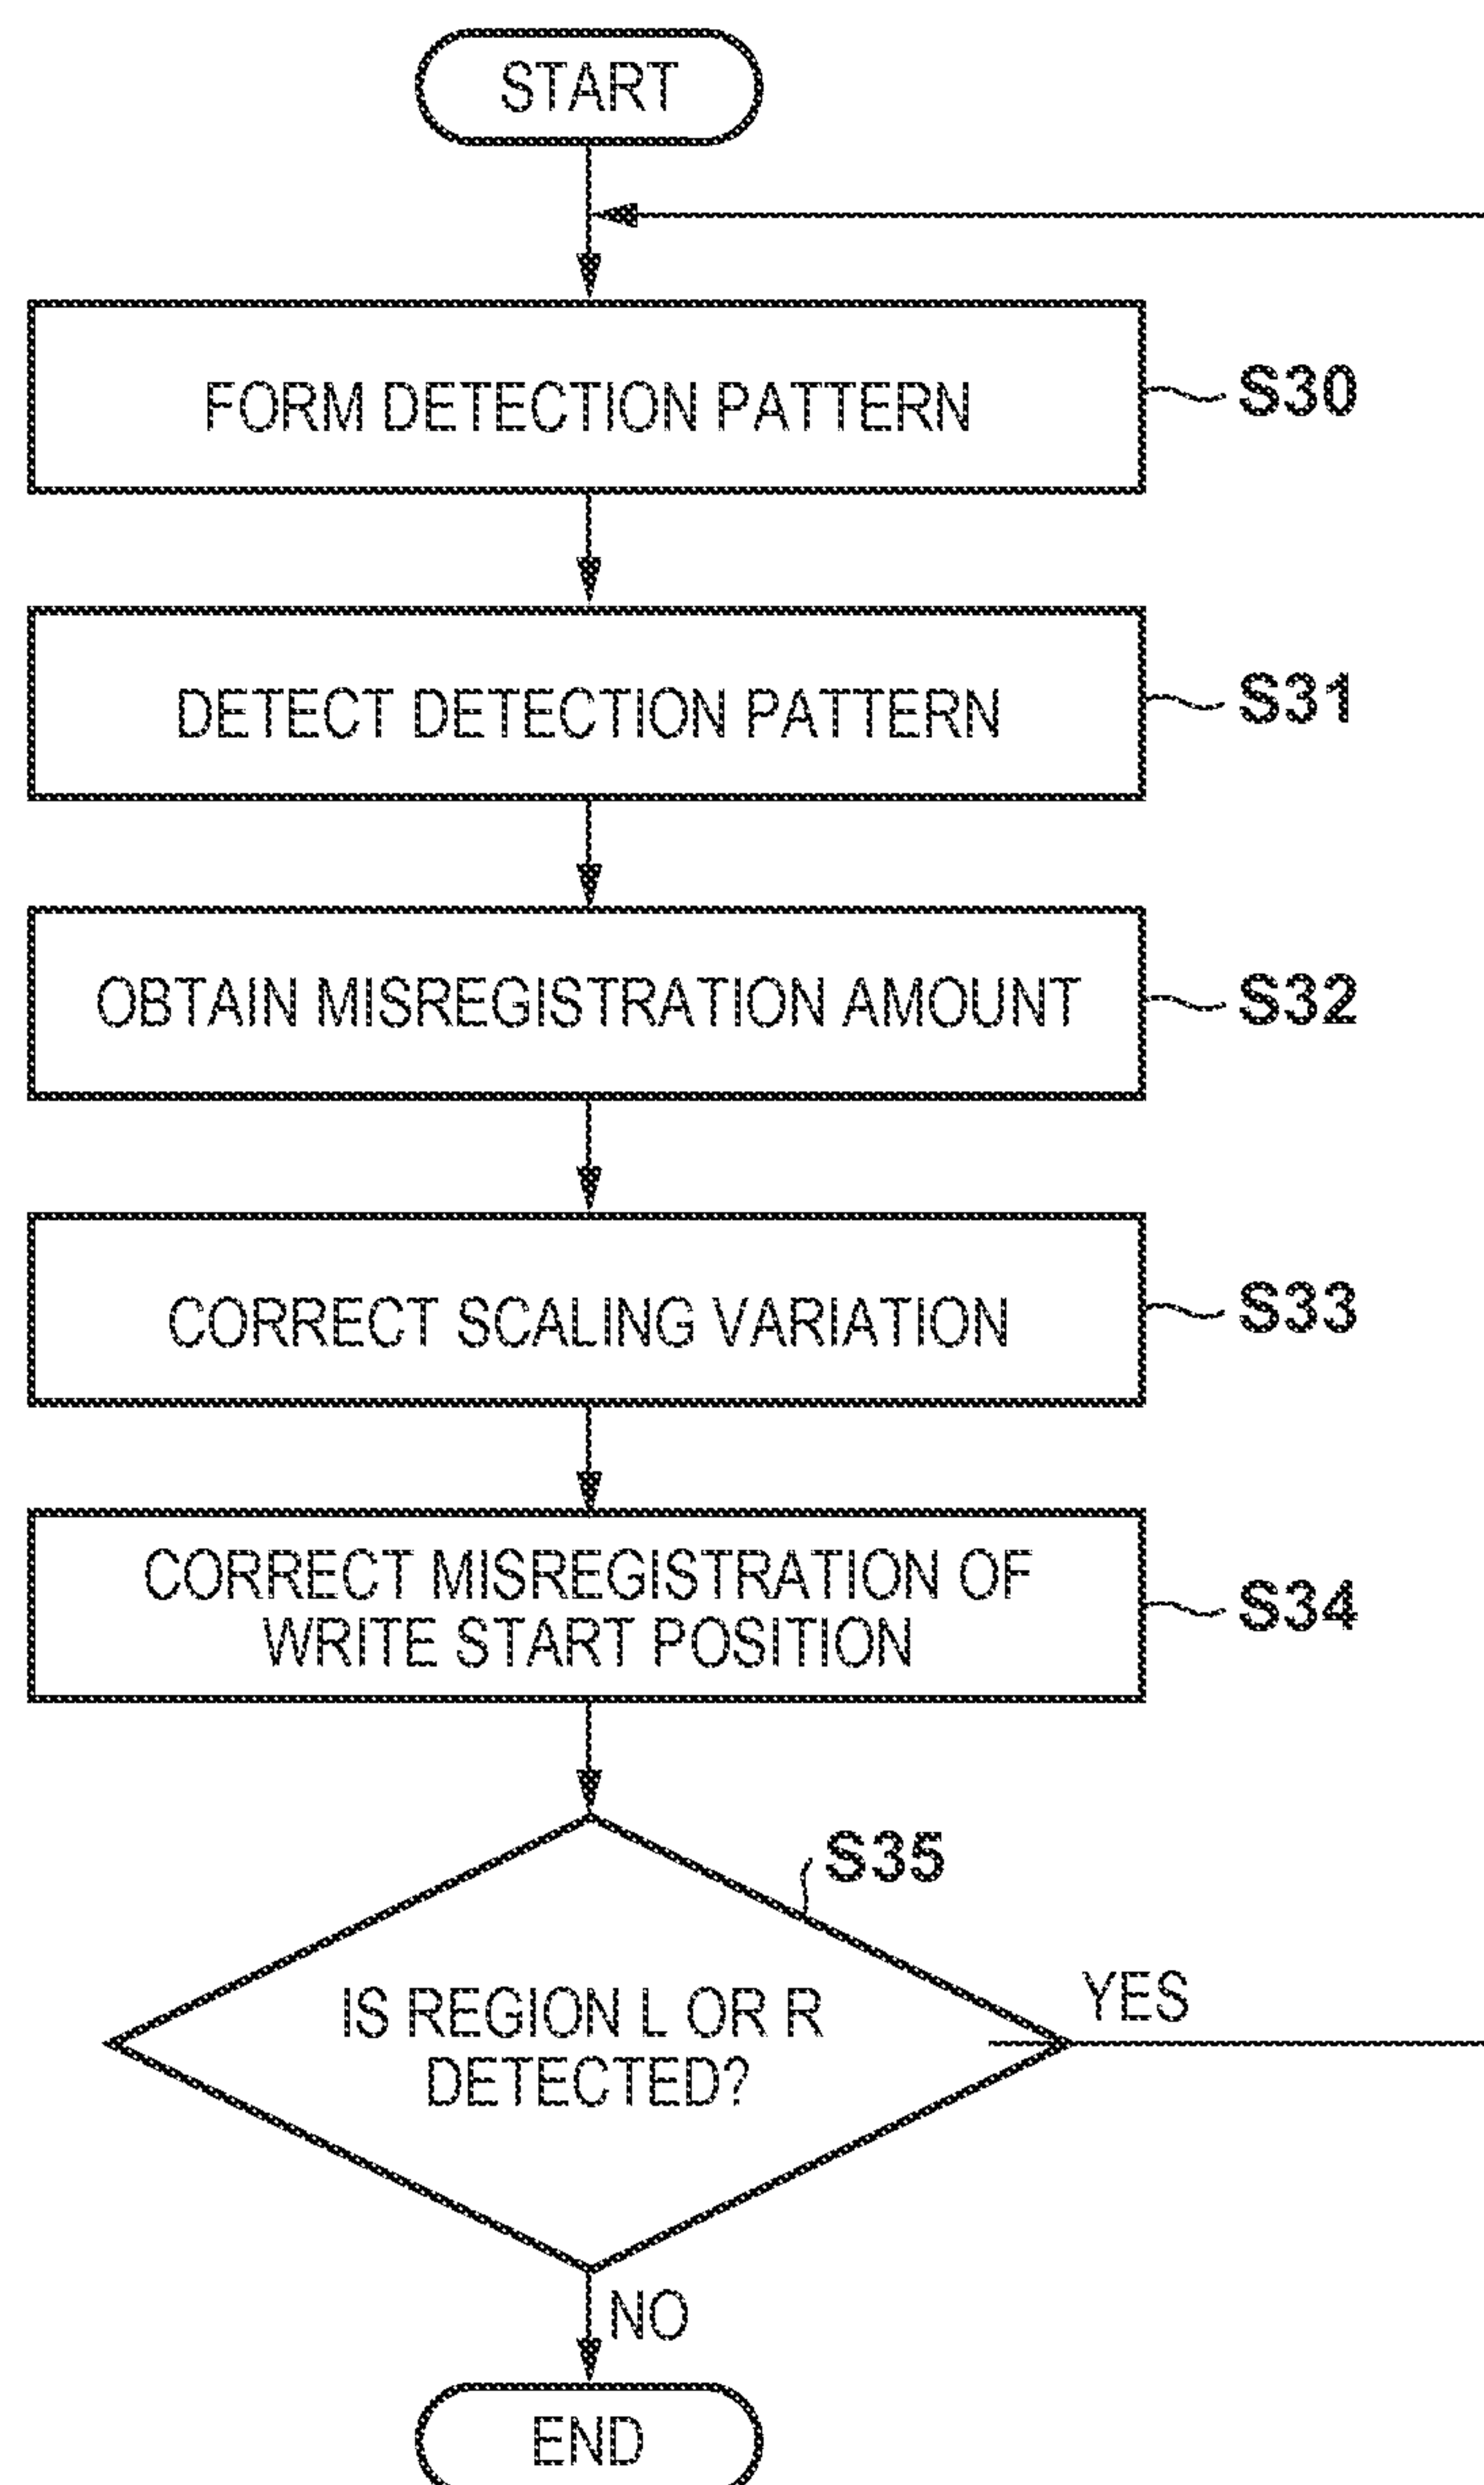 START
FORM DETECTION PATTERN
S30
DETECT DETECTION PATTERN
S31
OBTAIN MISREGISTRATION AMOUNT
S32
CORRECT SCALING VARIATION
S33
CORRECT MISREGISTRATION OF
WRITE START POSITION
S34
S35
IS REGION L OR R
DETECTED?
YES
NO
END